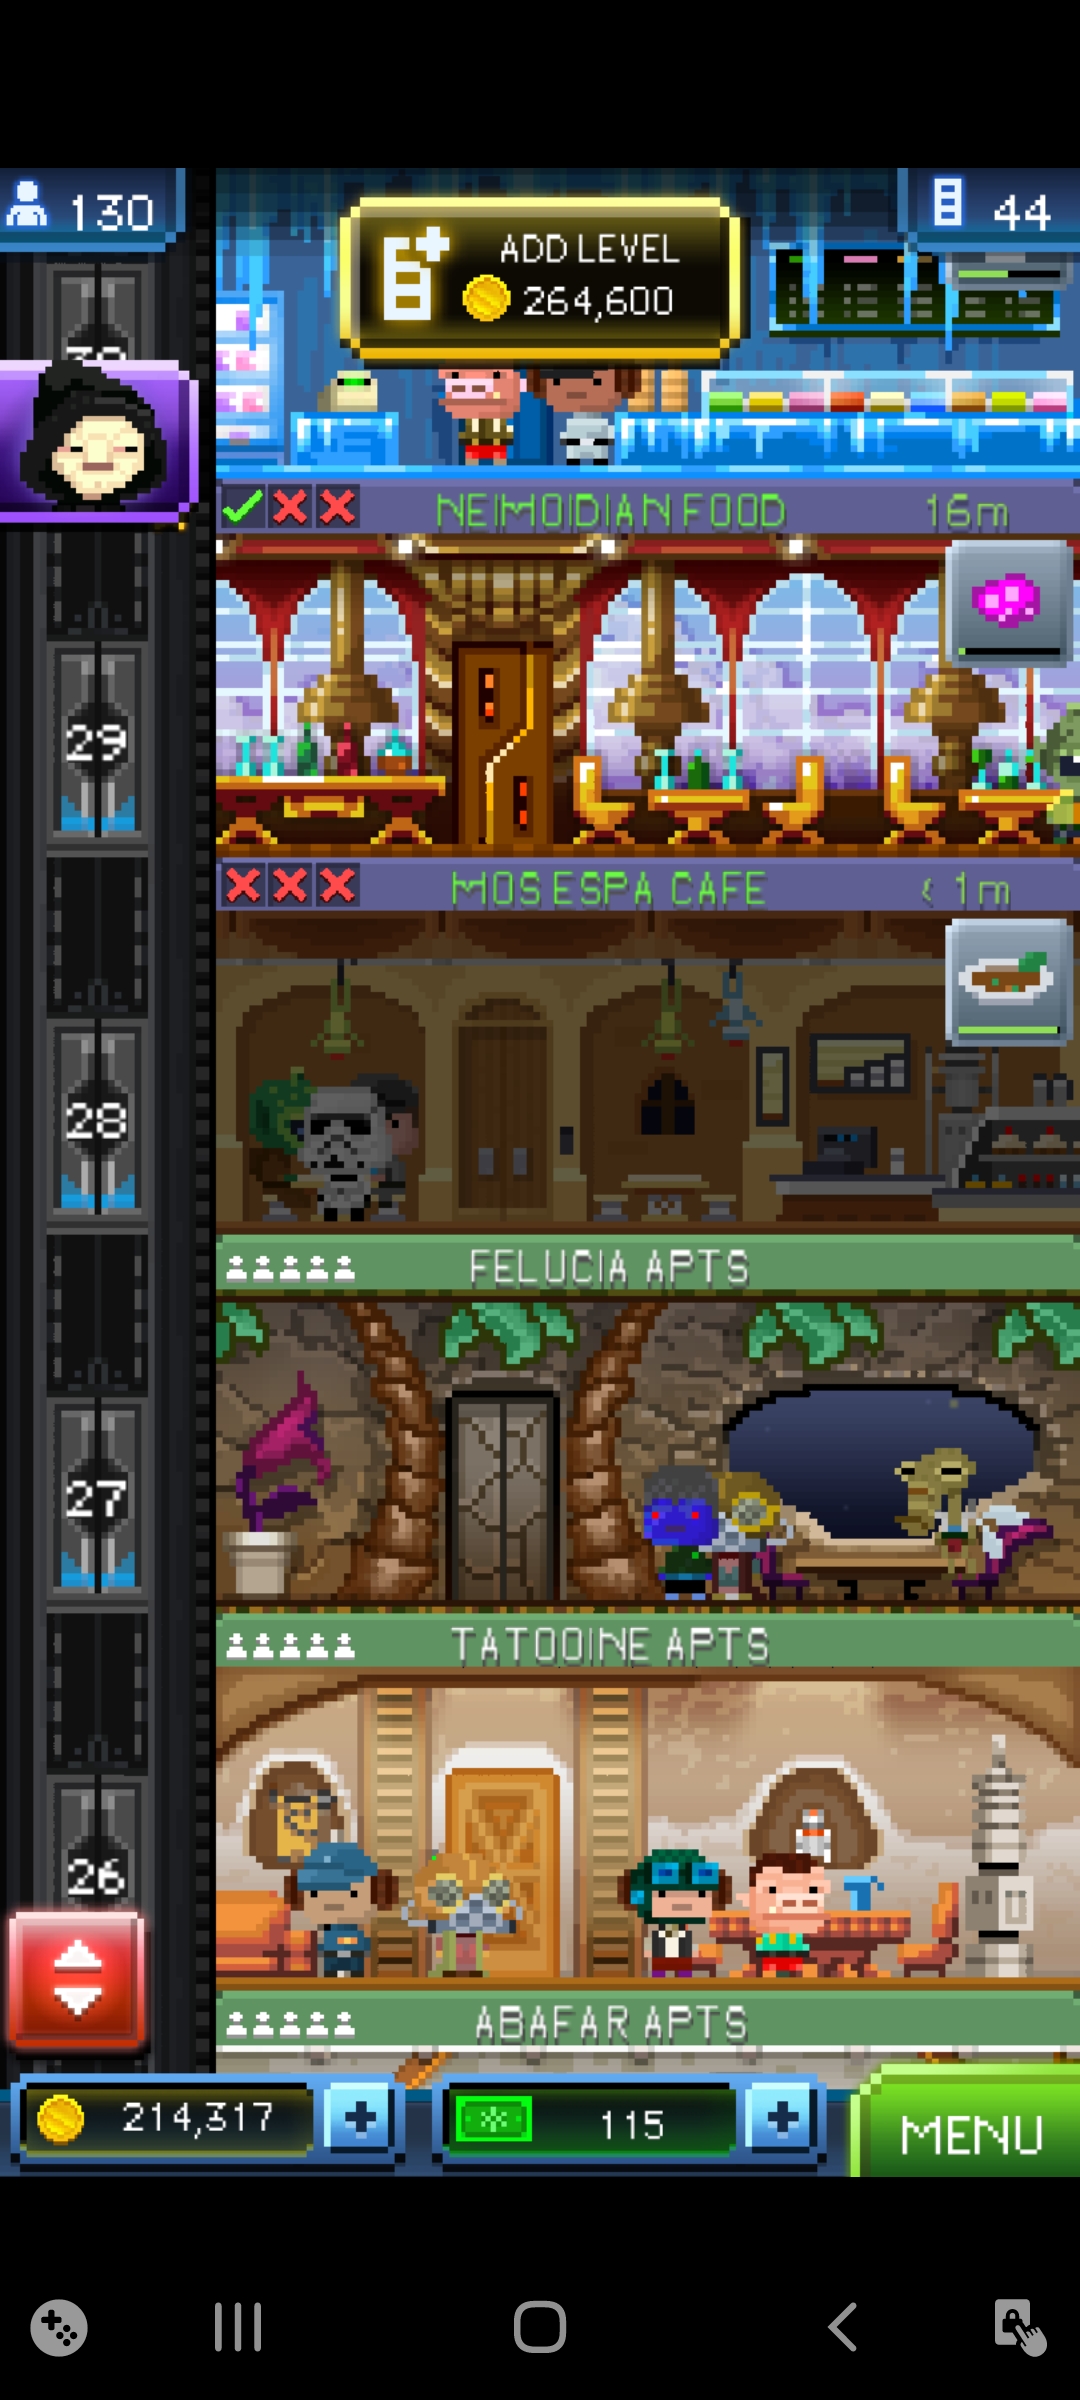 130
ADD LEVEL
264,600
44
NEIMOIDIAN FOOD 16m
29
MOS ESPA CAFE < 1m
28
FELUCIA APTS
27
TATOOINE APTS
26
ABAFAR APTS
214,317
115
MENU